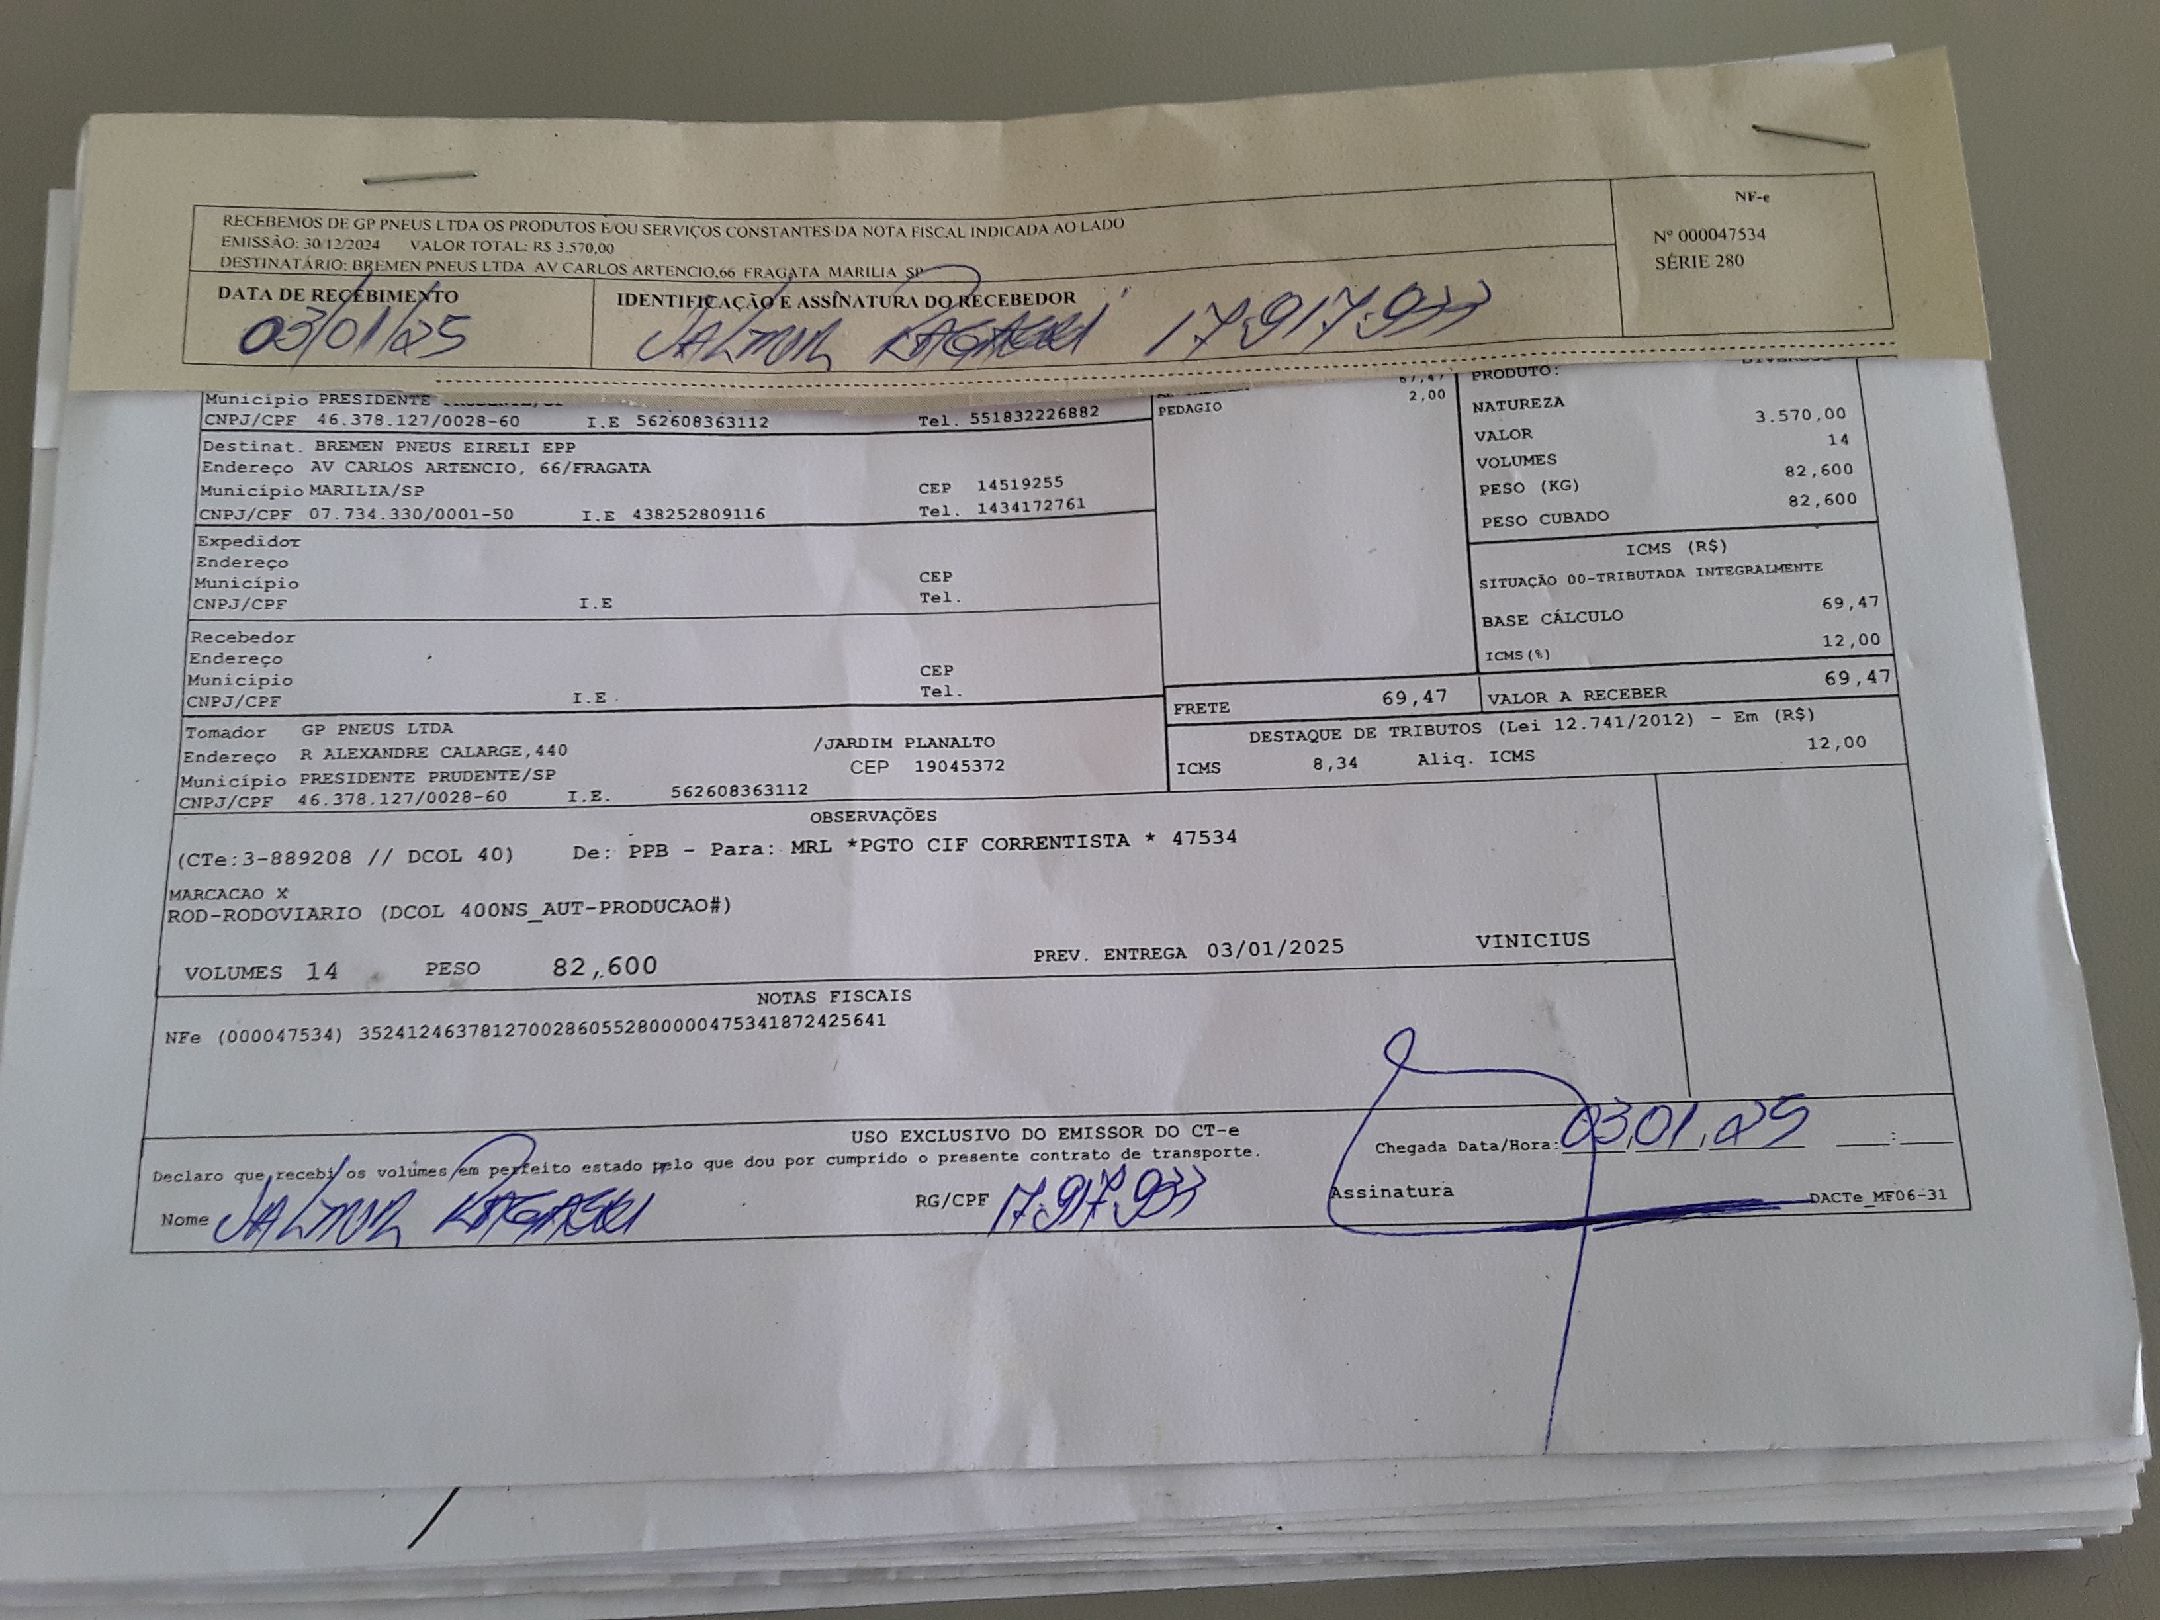 RECEBEMOS DE GP PNEUS LTDA OS PRODUTOS E/OU SERVIÇOS CONSTANTES DA NOTA FISCAL INDICADA AO LADO
EMISSÃO: 30/12/2024 VALOR TOTAL: R$ 3.570,00
DESTINATÁRIO: BREMEN PNEUS LTDA AV CARLOS ARTENCIO,66 FRAGATA MARILIA SP
NF-e
Nº 000047534
SÉRIE 280
DATA DE RECEBIMENTO
03/01/25
IDENTIFICAÇÃO E ASSINATURA DO RECEBEDOR
17.917.933
Município PRESIDENTE
CNPJ/CPF 46.378.127/0028-60 I.E 562608363112 Tel. 551832226882
Destinat. BREMEN PNEUS EIRELI EPP
Endereço AV CARLOS ARTENCIO, 66/FRAGATA
Município MARILIA/SP CEP 14519255
CNPJ/CPF 07.734.330/0001-50 I.E 438252809116 Tel. 1434172761
Expedidor
Endereço
Município CEP
CNPJ/CPF I.E Tel.
Recebedor
Endereço
Município CEP
CNPJ/CPF I.E. Tel.
Tomador GP PNEUS LTDA
Endereço R ALEXANDRE CALARGE,440 /JARDIM PLANALTO
Município PRESIDENTE PRUDENTE/SP CEP 19045372
CNPJ/CPF 46.378.127/0028-60 I.E. 562608363112
67,47
PEDAGIO 2,00
PRODUTO:
NATUREZA
VALOR 3.570,00
VOLUMES 14
PESO (KG) 82,600
PESO CUBADO 82,600
ICMS (R$)
SITUAÇÃO 00-TRIBUTADA INTEGRALMENTE
BASE CÁLCULO 69,47
ICMS(%) 12,00
FRETE 69,47 VALOR A RECEBER 69,47
DESTAQUE DE TRIBUTOS (Lei 12.741/2012) - Em (R$)
ICMS 8,34 Aliq. ICMS 12,00
OBSERVAÇÕES
(CTe:3-889208 // DCOL 40) De: PPB - Para: MRL *PGTO CIF CORRENTISTA * 47534
MARCACAO X
ROD-RODOVIARIO (DCOL 400NS_AUT-PRODUCAO#)
VOLUMES 14 PESO 82,600 PREV. ENTREGA 03/01/2025 VINICIUS
NOTAS FISCAIS
NFe (000047534) 35241246378127002860552800000475341872425641
USO EXCLUSIVO DO EMISSOR DO CT-e
Declaro que recebi os volumes em perfeito estado pelo que dou por cumprido o presente contrato de transporte.
Chegada Data/Hora: 03,01,25 ___:___
Nome RG/CPF 17.917.933 Assinatura DACTe_MF06-31